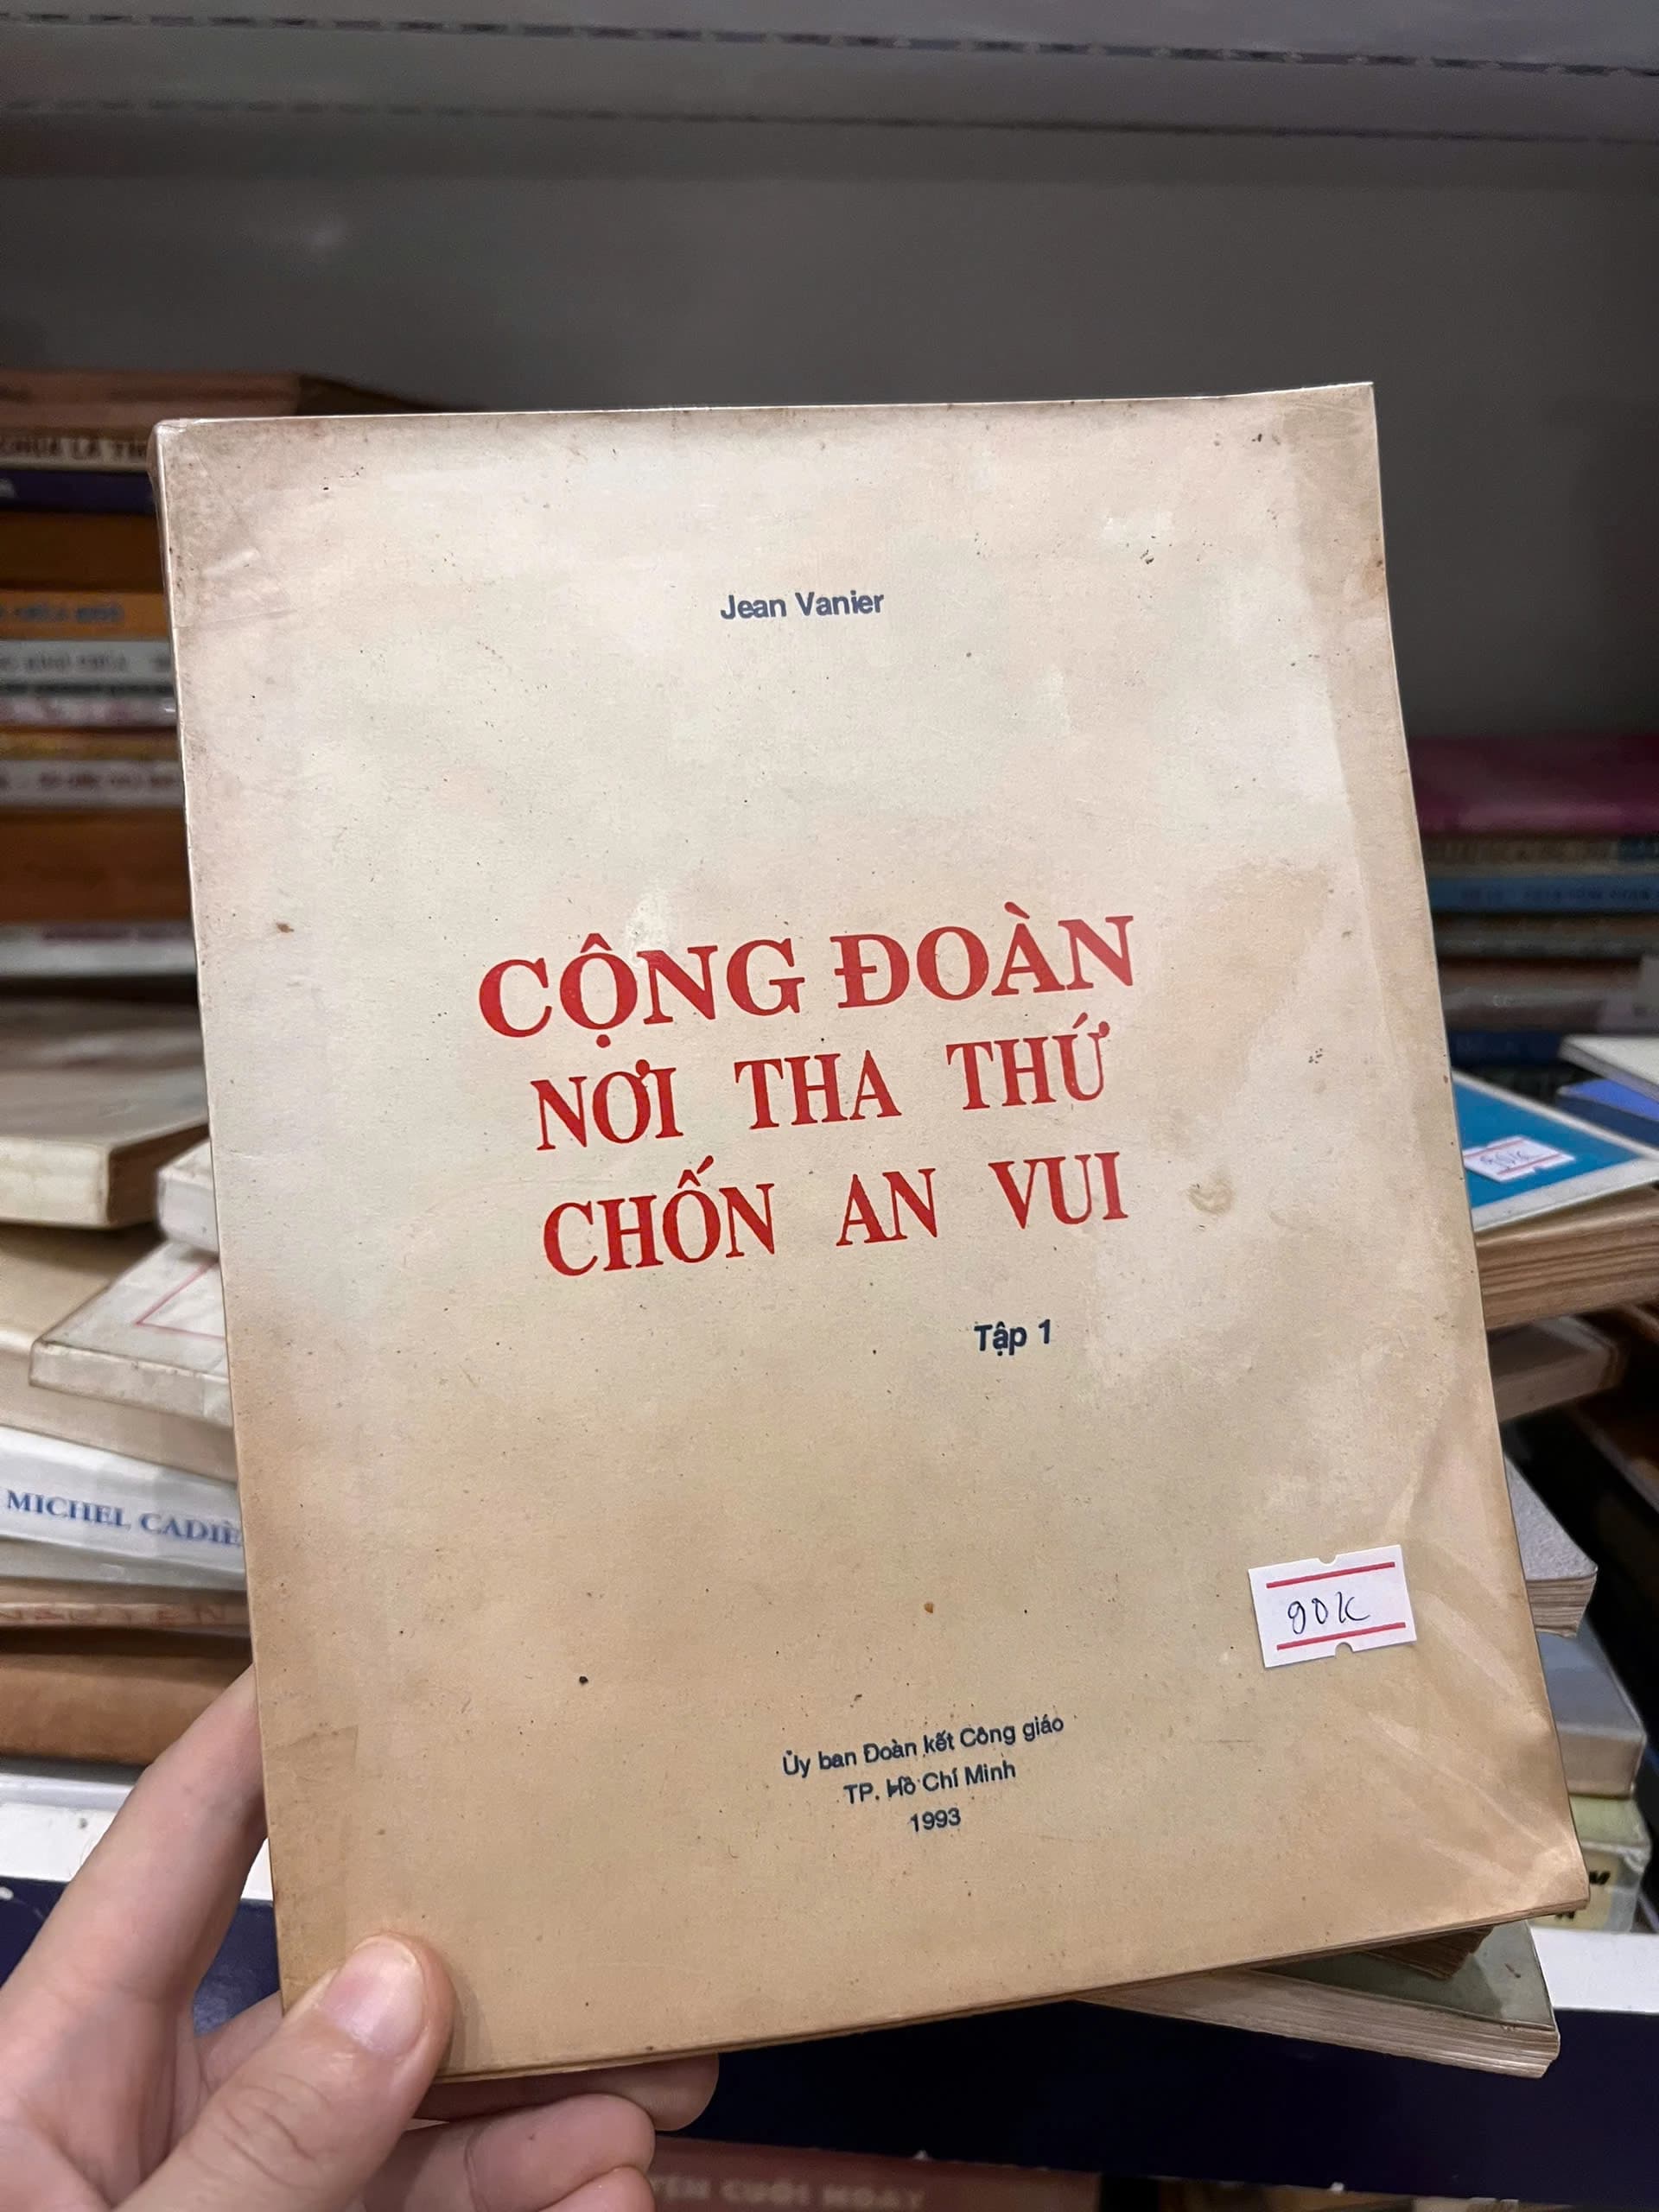 Jean Vanier
CỘNG ĐOÀN
NƠI THA THỨ
CHỐN AN VUI
Tập 1
90K
Ủy ban Đoàn kết Công giáo
TP. Hồ Chí Minh
1993
MICHEL CADIÈ